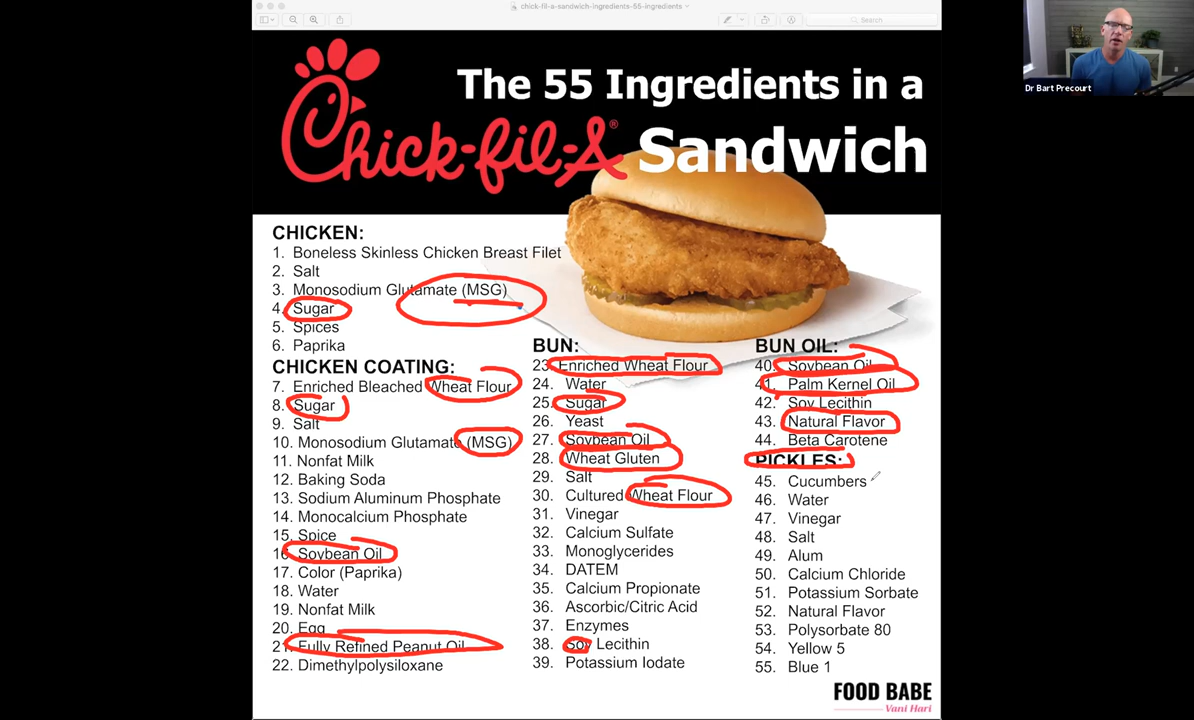 chick-fil-a-sandwich-ingredients-55-ingredients
Search
Dr Bart Precourt
The 55 Ingredients in a
Chick-fil-A® Sandwich
CHICKEN:
1. Boneless Skinless Chicken Breast Filet
2. Salt
3. Monosodium Glutamate (MSG)
4. Sugar
5. Spices
6. Paprika
CHICKEN COATING:
7. Enriched Bleached Wheat Flour
8. Sugar
9. Salt
10. Monosodium Glutamate (MSG)
11. Nonfat Milk
12. Baking Soda
13. Sodium Aluminum Phosphate
14. Monocalcium Phosphate
15. Spice
16. Soybean Oil
17. Color (Paprika)
18. Water
19. Nonfat Milk
20. Egg
21. Fully Refined Peanut Oil
22. Dimethylpolysiloxane
BUN:
23. Enriched Wheat Flour
24. Water
25. Sugar
26. Yeast
27. Soybean Oil
28. Wheat Gluten
29. Salt
30. Cultured Wheat Flour
31. Vinegar
32. Calcium Sulfate
33. Monoglycerides
34. DATEM
35. Calcium Propionate
36. Ascorbic/Citric Acid
37. Enzymes
38. Soy Lecithin
39. Potassium Iodate
BUN OIL:
40. Soybean Oil
41. Palm Kernel Oil
42. Soy Lecithin
43. Natural Flavor
44. Beta Carotene
PICKLES:
45. Cucumbers
46. Water
47. Vinegar
48. Salt
49. Alum
50. Calcium Chloride
51. Potassium Sorbate
52. Natural Flavor
53. Polysorbate 80
54. Yellow 5
55. Blue 1
FOOD BABE
Vani Hari